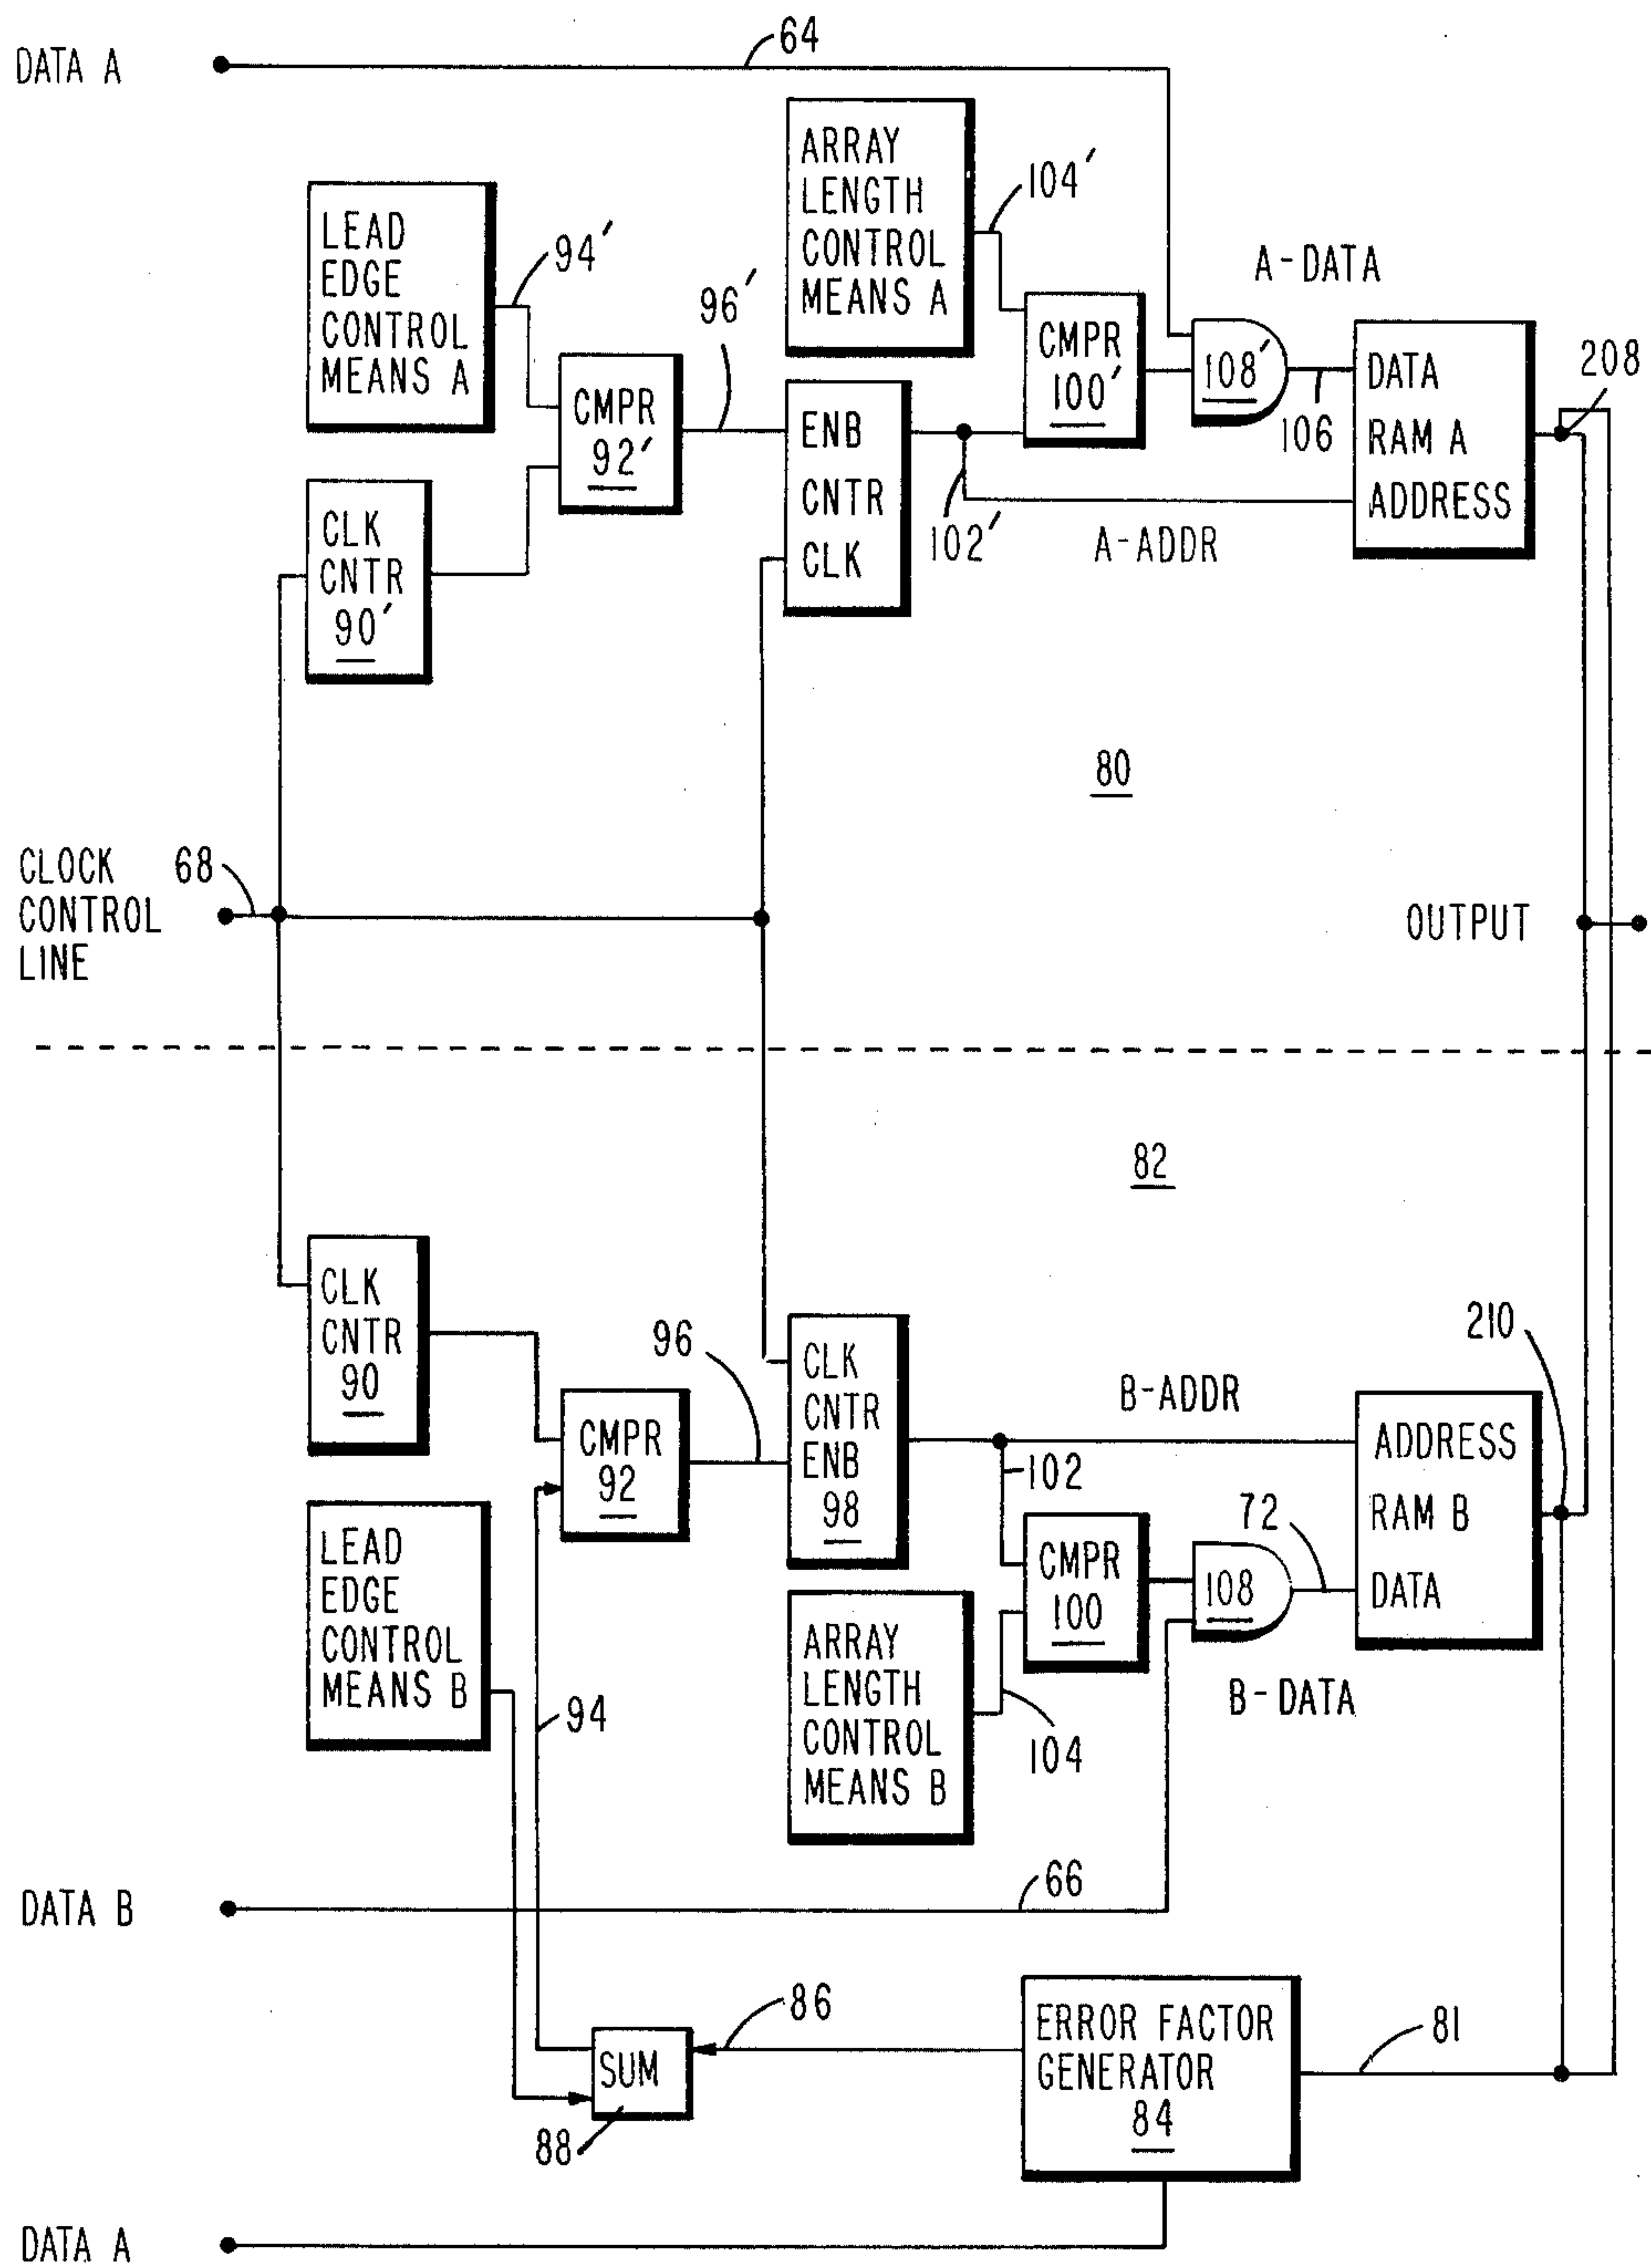 DATA A
64
ARRAY
LENGTH
CONTROL
MEANS A
104'
LEAD
EDGE
CONTROL
MEANS A
94'
96'
A-DATA
CMPR
100'
108'
106
DATA
RAM A
ADDRESS
208
CMPR
92'
ENB
CNTR
CLK
102'
A-ADDR
CLK
CNTR
90'
80
CLOCK
CONTROL
LINE
68
OUTPUT
82
CLK
CNTR
90
96
CLK
CNTR
ENB
98
B-ADDR
210
CMPR
92
102
ADDRESS
RAM B
DATA
LEAD
EDGE
CONTROL
MEANS B
94
CMPR
100
108
72
ARRAY
LENGTH
CONTROL
MEANS B
104
B-DATA
DATA B
66
86
ERROR FACTOR
GENERATOR
84
81
SUM
88
DATA A